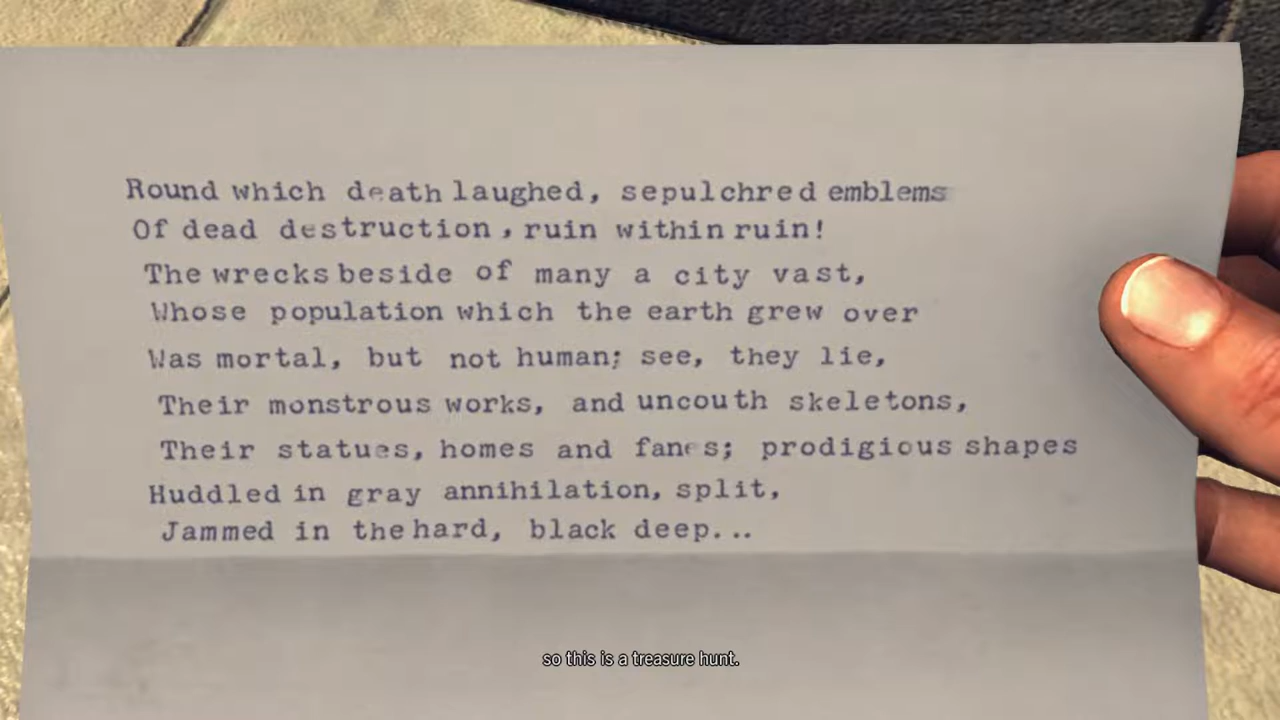 Round which death laughed, sepulchred emblems
Of dead destruction, ruin within ruin!
The wrecks beside of many a city vast,
Whose population which the earth grew over
Was mortal, but not human; see, they lie,
Their monstrous works, and uncouth skeletons,
Their statues, homes and fanes; prodigious shapes
Huddled in gray annihilation, split,
Jammed in the hard, black deep...
so this is a treasure hunt.